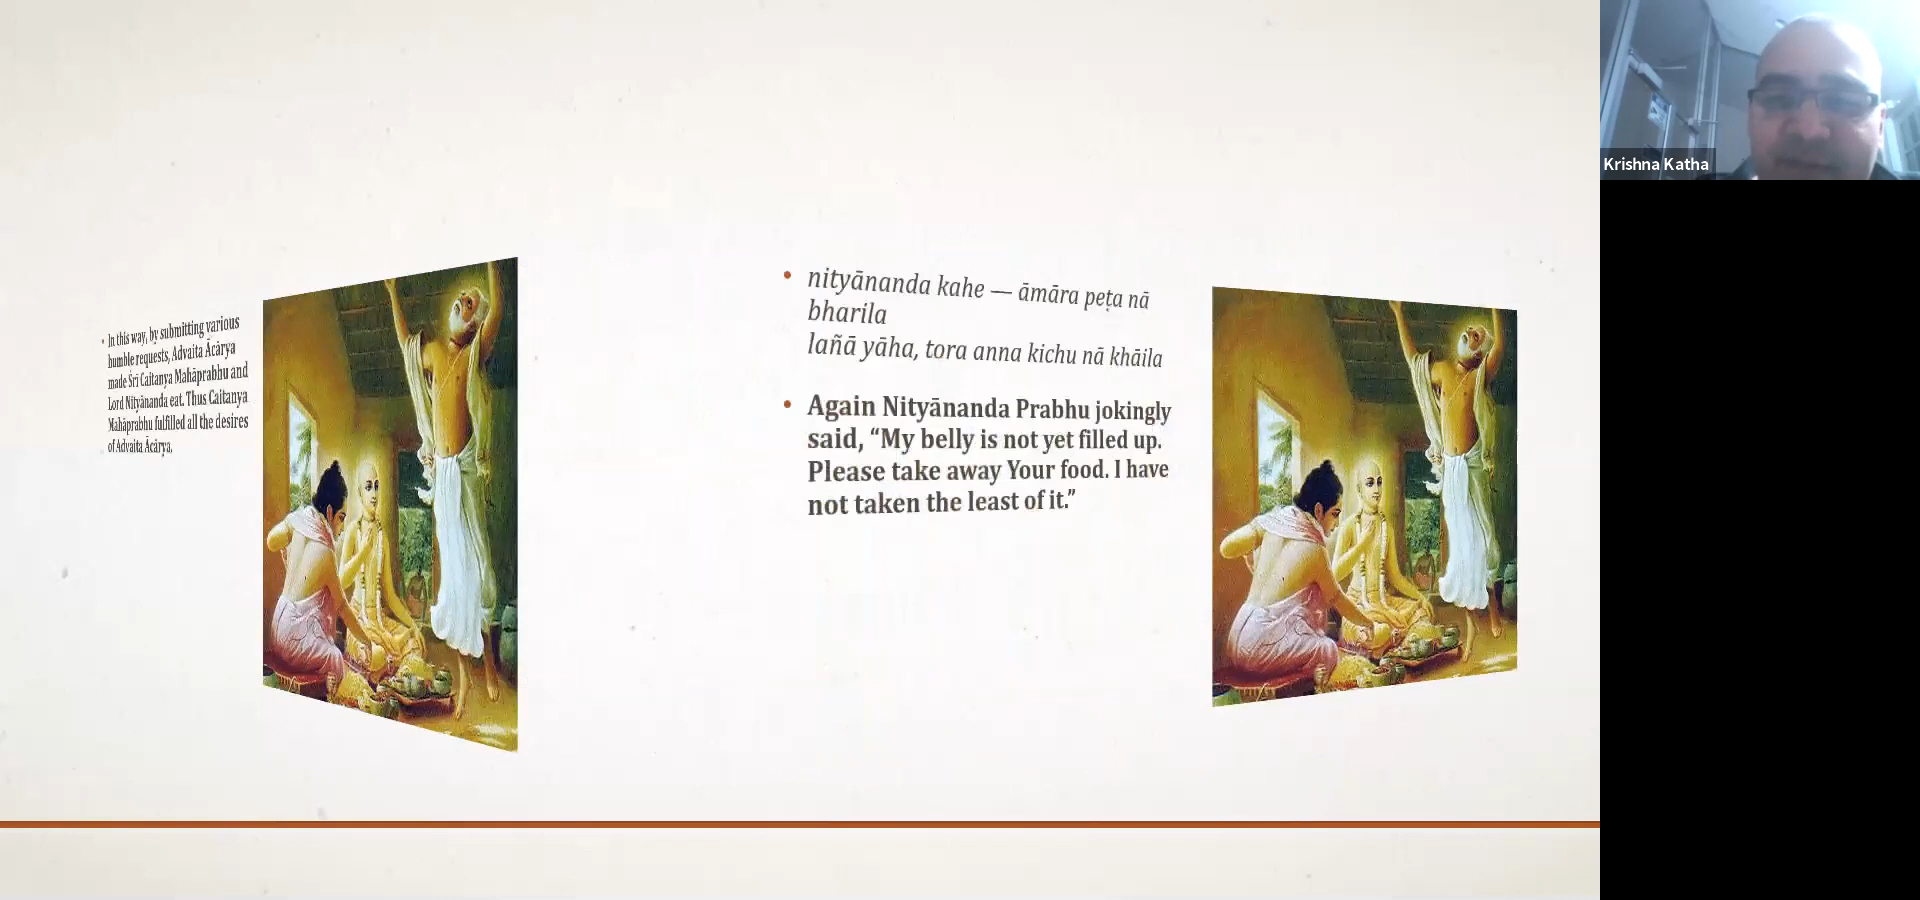 In this way, by submitting various
humble requests, Advaita Ācārya
made Śrī Caitanya Mahāprabhu and
Lord Nityānanda eat. Thus Caitanya
Mahāprabhu fulfilled all the desires
of Advaita Ācārya,
nityānanda kahe — āmāra peṭa nā
bharila
lañā yāha, tora anna kichu nā khāila
Again Nityānanda Prabhu jokingly
said, “My belly is not yet filled up.
Please take away Your food. I have
not taken the least of it.”
Krishna Katha